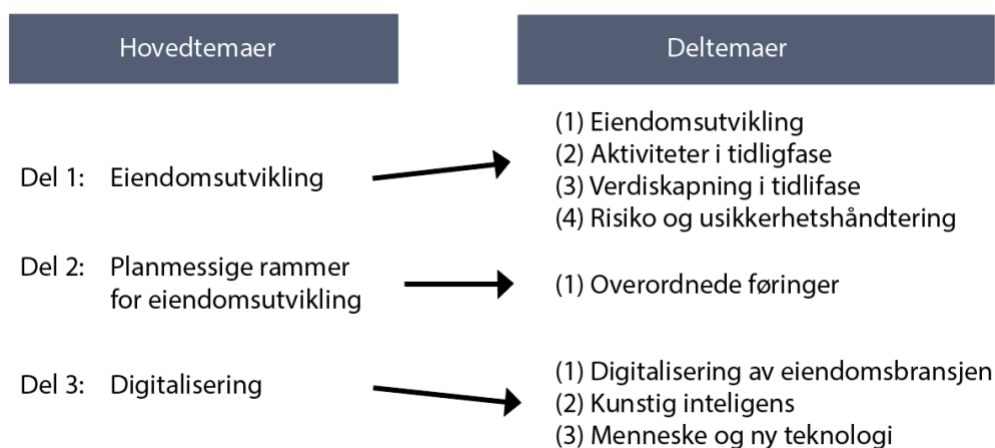 Hovedtemaer
Deltemaer
Del 1: Eiendomsutvikling
(1) Eiendomsutvikling
(2) Aktiviteter i tidligfase
(3) Verdiskapning i tidlifase
(4) Risiko og usikkerhetshåndtering
Del 2: Planmessige rammer
for eiendomsutvikling
(1) Overordnede føringer
Del 3: Digitalisering
(1) Digitalisering av eiendomsbransjen
(2) Kunstig inteligens
(3) Menneske og ny teknologi